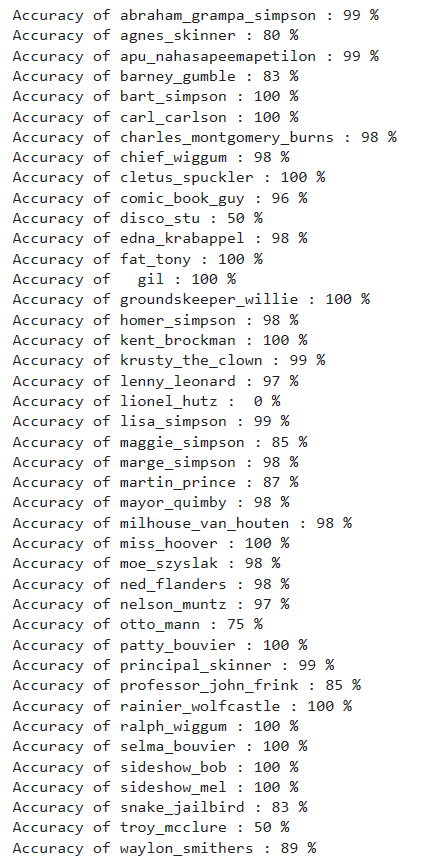 Accuracy of abraham_grampa_simpson : 99 %
Accuracy of agnes_skinner : 80 %
Accuracy of apu_nahasapeemapetilon : 99 %
Accuracy of barney_gumble : 83 %
Accuracy of bart_simpson : 100 %
Accuracy of carl_carlson : 100 %
Accuracy of charles_montgomery_burns : 98 %
Accuracy of chief_wiggum : 98 %
Accuracy of cletus_spuckler : 100 %
Accuracy of comic_book_guy : 96 %
Accuracy of disco_stu : 50 %
Accuracy of edna_krabappel : 98 %
Accuracy of fat_tony : 100 %
Accuracy of   gil : 100 %
Accuracy of groundskeeper_willie : 100 %
Accuracy of homer_simpson : 98 %
Accuracy of kent_brockman : 100 %
Accuracy of krusty_the_clown : 99 %
Accuracy of lenny_leonard : 97 %
Accuracy of lionel_hutz :  0 %
Accuracy of lisa_simpson : 99 %
Accuracy of maggie_simpson : 85 %
Accuracy of marge_simpson : 98 %
Accuracy of martin_prince : 87 %
Accuracy of mayor_quimby : 98 %
Accuracy of milhouse_van_houten : 98 %
Accuracy of miss_hoover : 100 %
Accuracy of moe_szyslak : 98 %
Accuracy of ned_flanders : 98 %
Accuracy of nelson_muntz : 97 %
Accuracy of otto_mann : 75 %
Accuracy of patty_bouvier : 100 %
Accuracy of principal_skinner : 99 %
Accuracy of professor_john_frink : 85 %
Accuracy of rainier_wolfcastle : 100 %
Accuracy of ralph_wiggum : 100 %
Accuracy of selma_bouvier : 100 %
Accuracy of sideshow_bob : 100 %
Accuracy of sideshow_mel : 100 %
Accuracy of snake_jailbird : 83 %
Accuracy of troy_mcclure : 50 %
Accuracy of waylon_smithers : 89 %